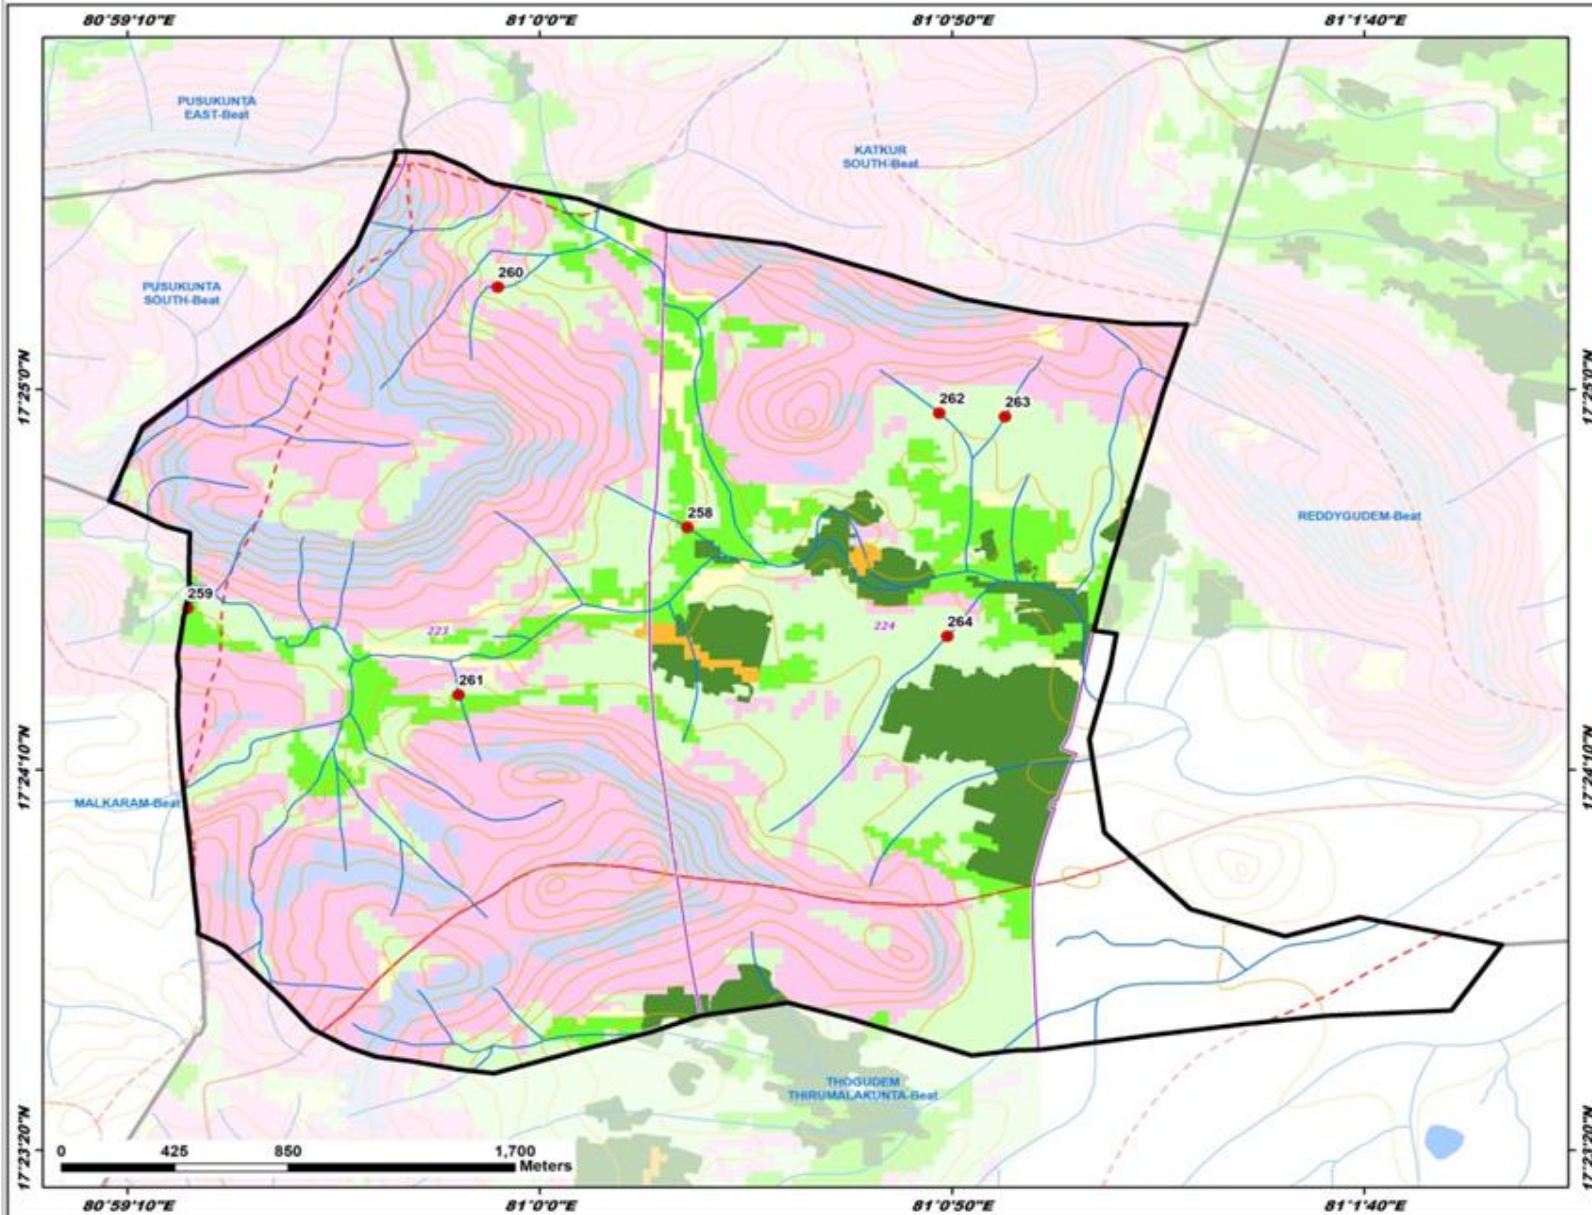 80°59'10"E 81°0'0"E 81°0'50"E 81°1'40"E
PUSUKUNTA
EAST-Beat
KATKUR
SOUTH-Beat
260
PUSUKUNTA
SOUTH-Beat
17°25'0"N 17°25'0"N
262 263
258
REDDYGUDEM-Beat
259
223 224
264
261
17°24'10"N 17°24'10"N
MALKARAM-Beat
THOGUDEM
THIRUMALAKUNTA-Beat
17°23'20"N 17°23'20"N
0 425 850 1,700
Meters
80°59'10"E 81°0'0"E 81°0'50"E 81°1'40"E